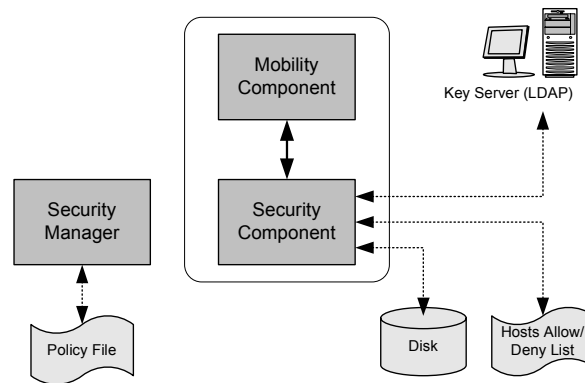 Mobility
Component
Key Server (LDAP)
Security
Manager
Security
Component
Policy File
Disk
Hosts Allow/
Deny List